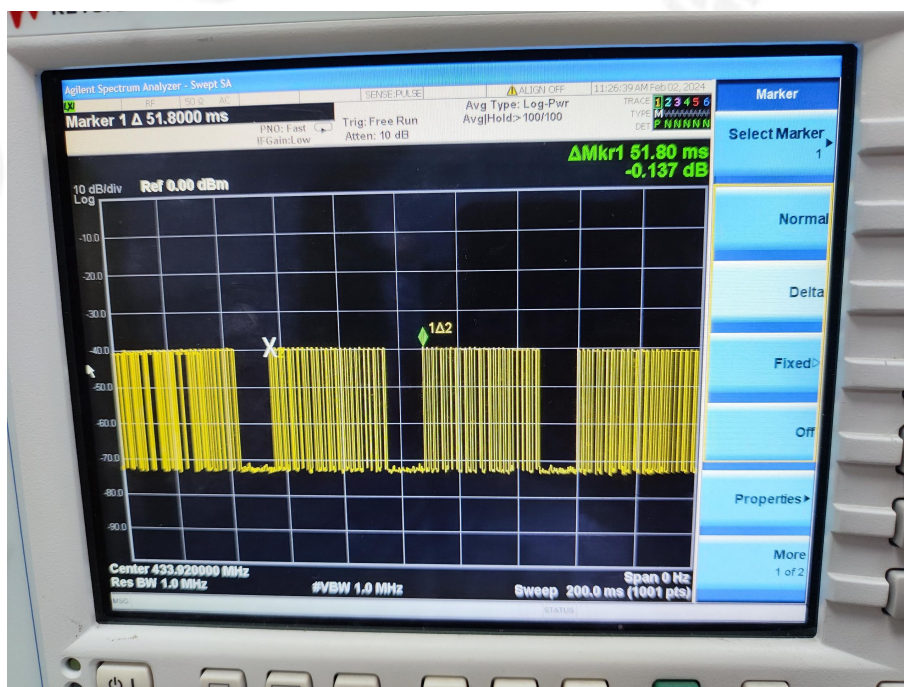 Agilent Spectrum Analyzer - Swept SA
LXI RF 50 Ω AC SENSE:PULSE ALIGN OFF 11:26:39 AM Feb 02, 2024
Marker 1 Δ 51.8000 ms
PNO: Fast
IFGain:Low
Trig: Free Run
Atten: 10 dB
Avg Type: Log-Pwr
Avg|Hold:> 100/100
TRACE 1 2 3 4 5 6
TYPE M
DET P N N N N N
ΔMkr1 51.80 ms
-0.137 dB
10 dB/div Ref 0.00 dBm
Log
-10.0
-20.0
-30.0
-40.0
-50.0
-60.0
-70.0
-80.0
-90.0
X2
1Δ2
Center 433.920000 MHz
Span 0 Hz
Res BW 1.0 MHz
#VBW 1.0 MHz
Sweep 200.0 ms (1001 pts)
MSG
STATUS
Marker
Select Marker
1
Normal
Delta
Fixed
Off
Properties
More
1 of 2